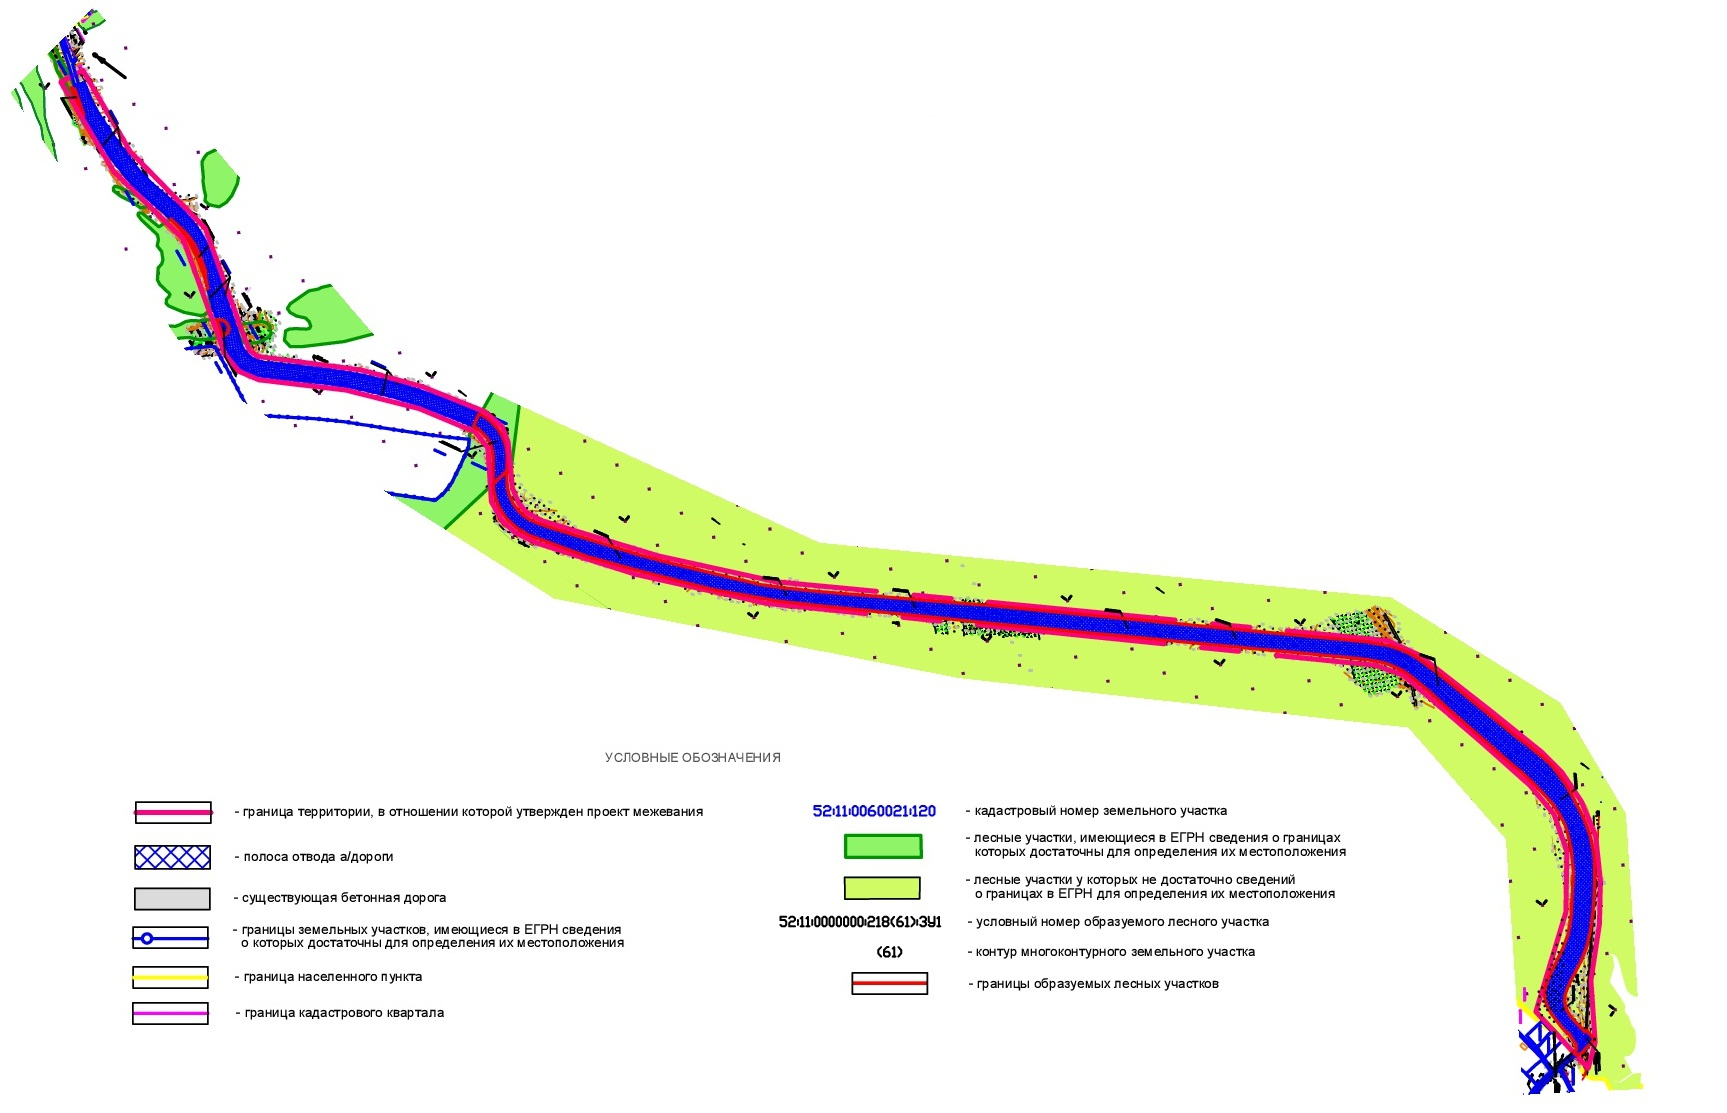 УСЛОВНЫЕ ОБОЗНАЧЕНИЯ
- граница территории, в отношении которой утвержден проект межевания
- полоса отвода а/дороги
- существующая бетонная дорога
- границы земельных участков, имеющиеся в ЕГРН сведения
о которых достаточны для определения их местоположения
- граница населенного пункта
- граница кадастрового квартала
52:11:0060021:120 - кадастровый номер земельного участка
- лесные участки, имеющиеся в ЕГРН сведения о границах
которых достаточны для определения их местоположения
- лесные участки у которых не достаточно сведений
о границах в ЕГРН для определения их местоположения
52:11:0000000:218(61):ЗУ1 - условный номер образуемого лесного участка
(61) - контур многоконтурного земельного участка
- границы образуемых лесных участков